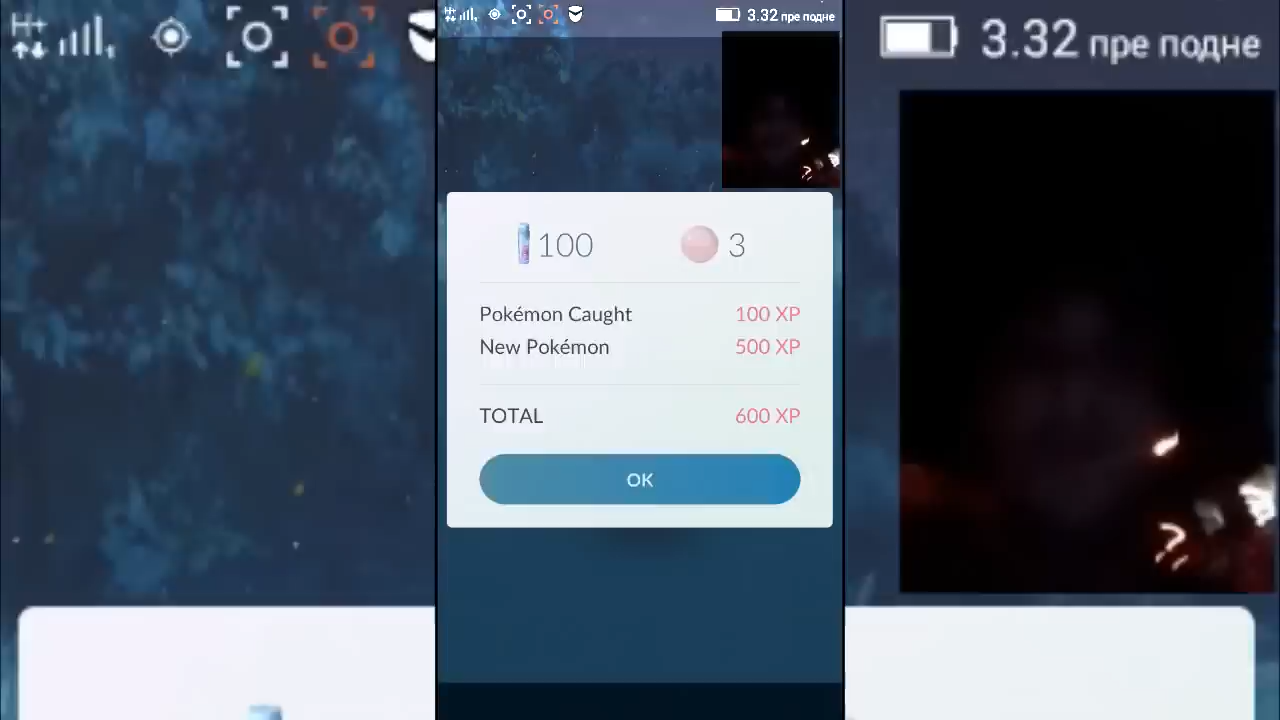 H+ 3.32 пре подне
H+ 3.32 пре подне
100 3
Pokémon Caught 100 XP
New Pokémon 500 XP
TOTAL 600 XP
OK